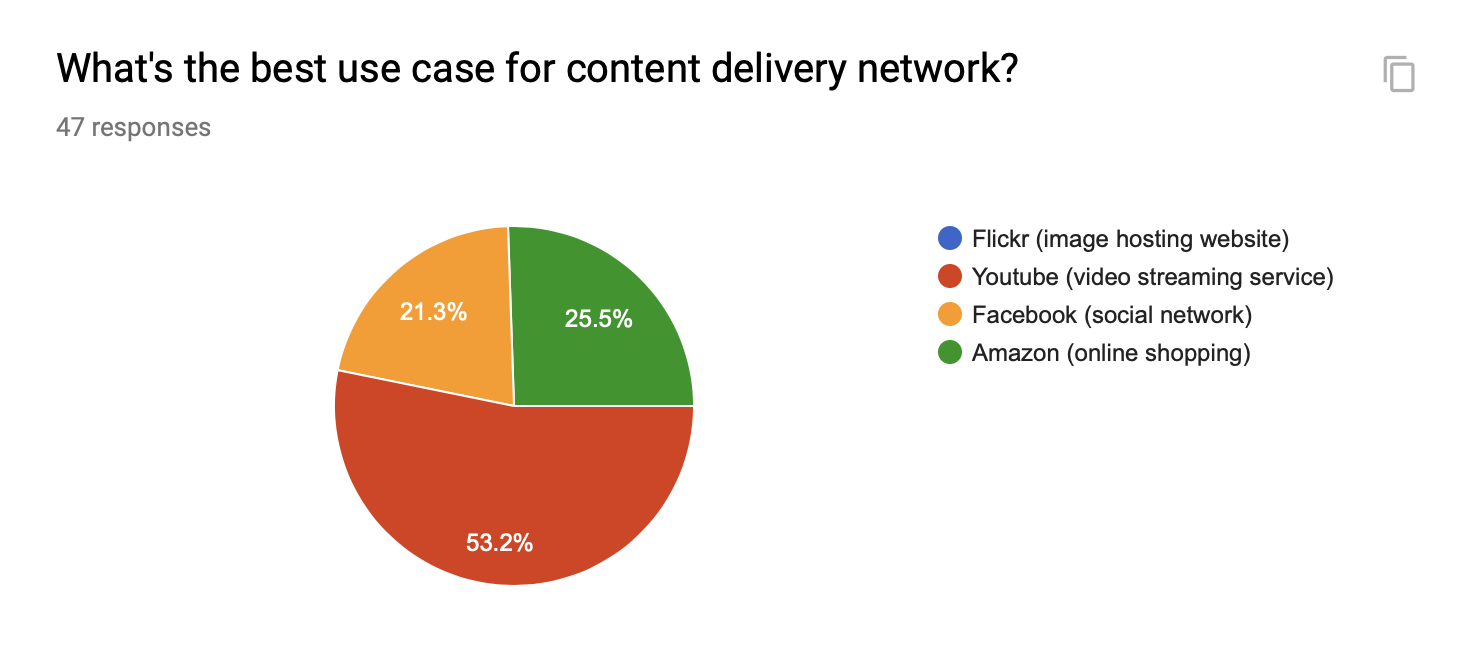 What's the best use case for content delivery network?
47 responses
21.3%
25.5%
53.2%
Flickr (image hosting website)
Youtube (video streaming service)
Facebook (social network)
Amazon (online shopping)